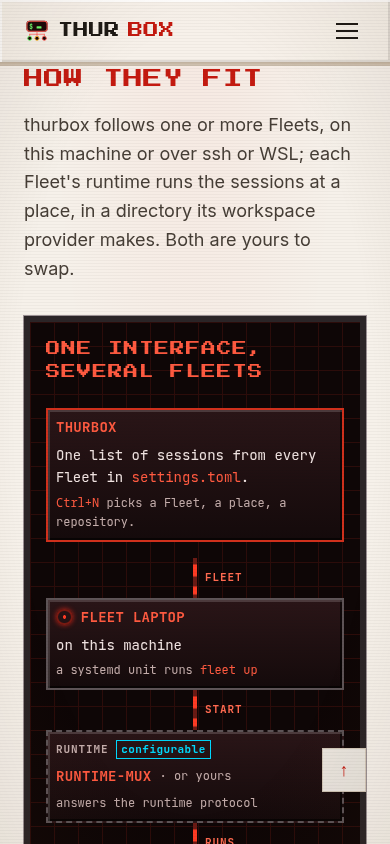 $
THUR BOX
HOW THEY FIT
thurbox follows one or more Fleets, on
this machine or over ssh or WSL; each
Fleet's runtime runs the sessions at a
place, in a directory its workspace
provider makes. Both are yours to
swap.
ONE INTERFACE,
SEVERAL FLEETS
THURBOX
One list of sessions from every
Fleet in settings.toml.
Ctrl+N picks a Fleet, a place, a
repository.
FLEET
FLEET LAPTOP
on this machine
a systemd unit runs fleet up
START
RUNTIME configurable
RUNTIME-MUX · or yours
↑
answers the runtime protocol
RUNS